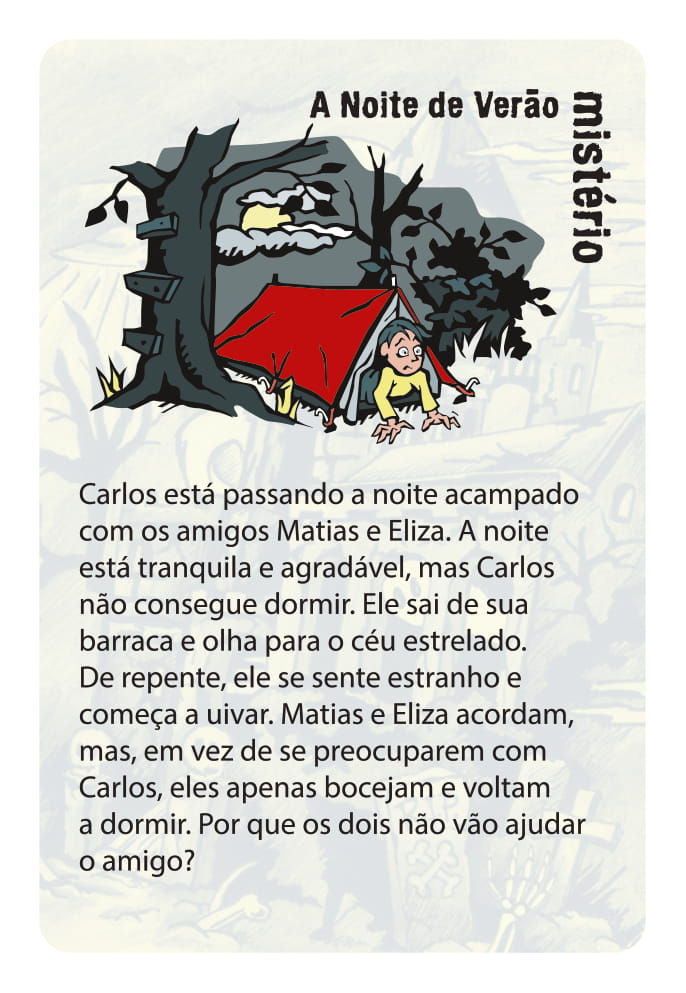 A Noite de Verão
mistério
Carlos está passando a noite acampado
com os amigos Matias e Eliza. A noite
está tranquila e agradável, mas Carlos
não consegue dormir. Ele sai de sua
barraca e olha para o céu estrelado.
De repente, ele se sente estranho e
começa a uivar. Matias e Eliza acordam,
mas, em vez de se preocuparem com
Carlos, eles apenas bocejam e voltam
a dormir. Por que os dois não vão ajudar
o amigo?